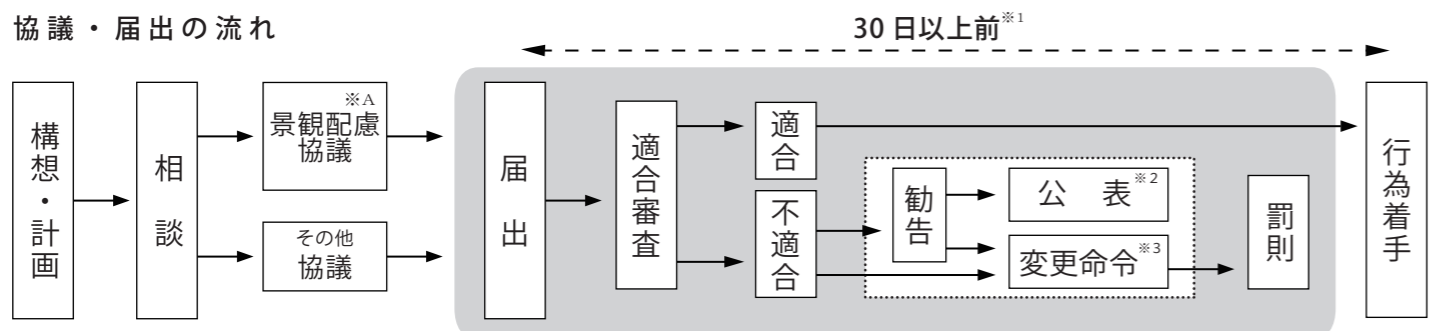 協議・届出の流れ
30日以上前※1
構想・計画
相談
※A
景観配慮
協議
その他
協議
届出
適合審査
適合
不適合
勧告
公表※2
変更命令※3
罰則
行為着手